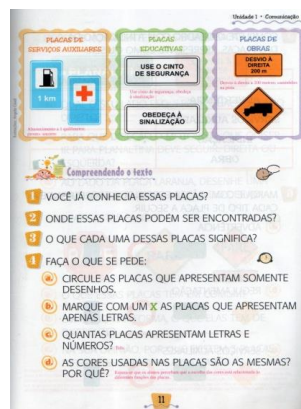 Unidade 1 • Comunicação
PLACAS DE
SERVIÇOS AUXILIARES
PLACAS
EDUCATIVAS
PLACAS DE
OBRAS
1 km
USE O CINTO
DE SEGURANÇA
OBEDEÇA À
SINALIZAÇÃO
DESVIO À
DIREITA
200 m
Compreendendo o texto
1 VOCÊ JÁ CONHECIA ESSAS PLACAS?
2 ONDE ESSAS PLACAS PODEM SER ENCONTRADAS?
3 O QUE CADA UMA DESSAS PLACAS SIGNIFICA?
4 FAÇA O QUE SE PEDE:
a) CIRCULE AS PLACAS QUE APRESENTAM SOMENTE
DESENHOS.
b) MARQUE COM UM X AS PLACAS QUE APRESENTAM
APENAS LETRAS.
c) QUANTAS PLACAS APRESENTAM LETRAS E
NÚMEROS?
d) AS CORES USADAS NAS PLACAS SÃO AS MESMAS?
POR QUÊ?
11